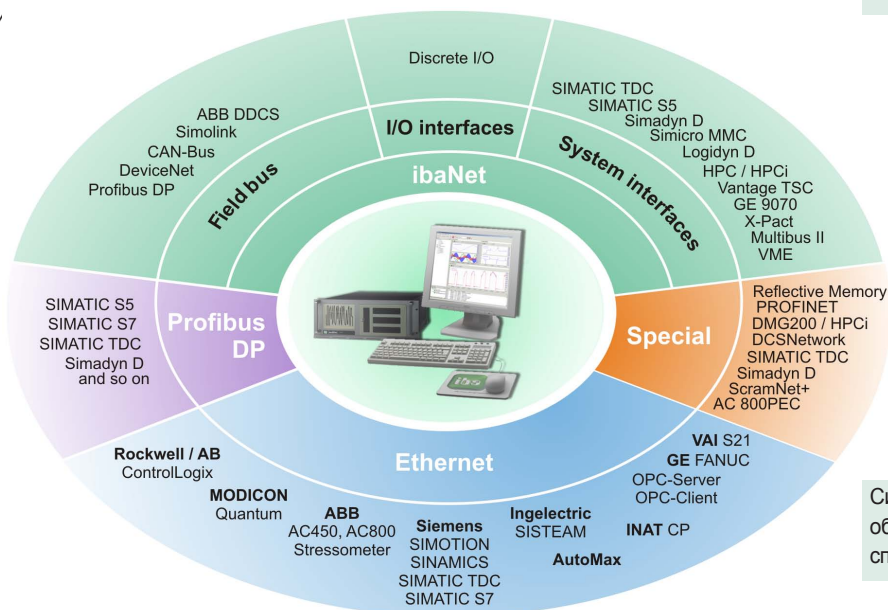 Discrete I/O
I/O interfaces
ABB DDCS
Simolink
CAN-Bus
DeviceNet
Profibus DP
Field bus
SIMATIC TDC
SIMATIC S5
Simadyn D
Simicro MMC
Logidyn D
HPC / HPCi
Vantage TSC
GE 9070
X-Pact
Multibus II
VME
System interfaces
ibaNet
SIMATIC S5
SIMATIC S7
SIMATIC TDC
Simadyn D
and so on
Profibus
DP
Special
Reflective Memory
PROFINET
DMG200 / HPCi
DCSNetwork
SIMATIC TDC
Simadyn D
ScramNet+
AC 800PEC
Ethernet
Rockwell / AB
ControlLogix
MODICON
Quantum
ABB
AC450, AC800
Stressometer
Siemens
SIMOTION
SINAMICS
SIMATIC TDC
SIMATIC S7
Ingelectric
SISTEAM
AutoMax
INAT CP
OPC-Server
OPC-Client
GE FANUC
VAI S21
iba